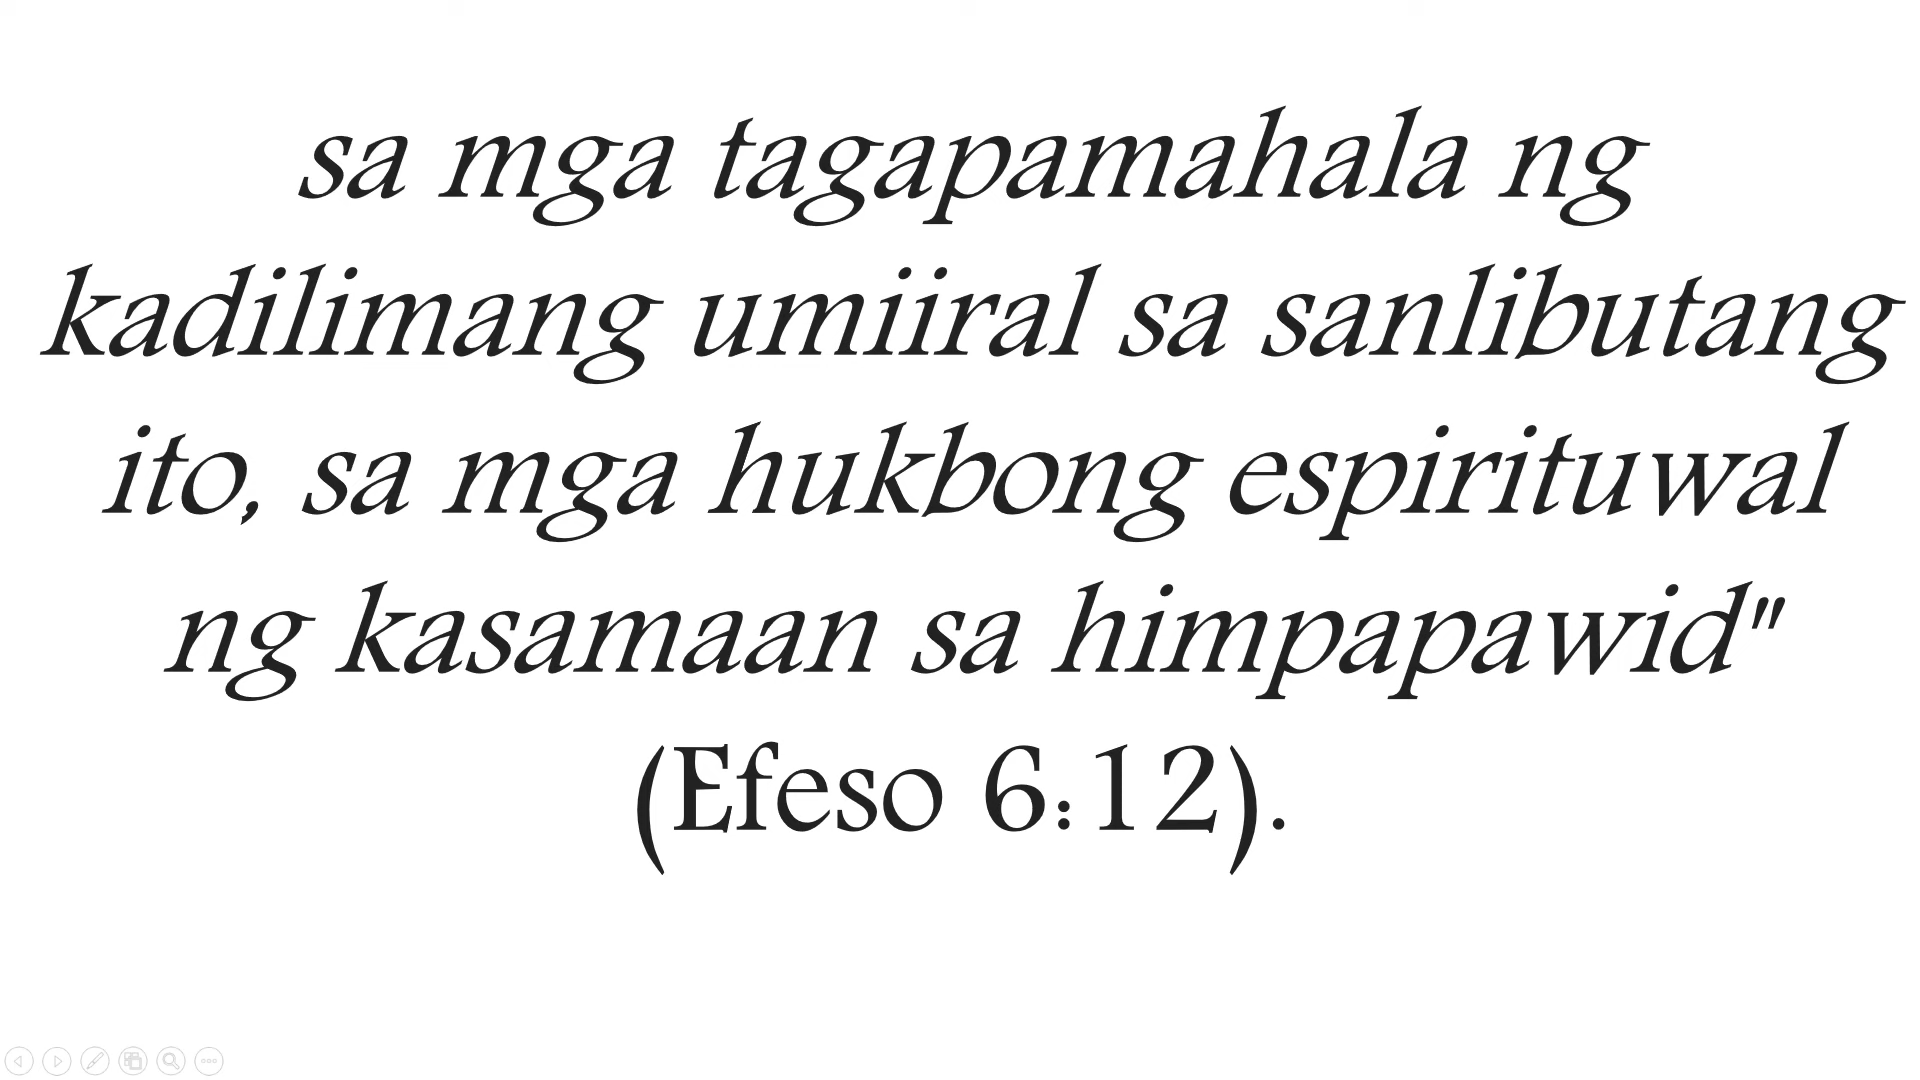 sa mga tagapamahala ng
kadilimang umiiral sa sanlibutang
ito, sa mga hukbong espirituwal
ng kasamaan sa himpapawid"
(Efeso 6:12).